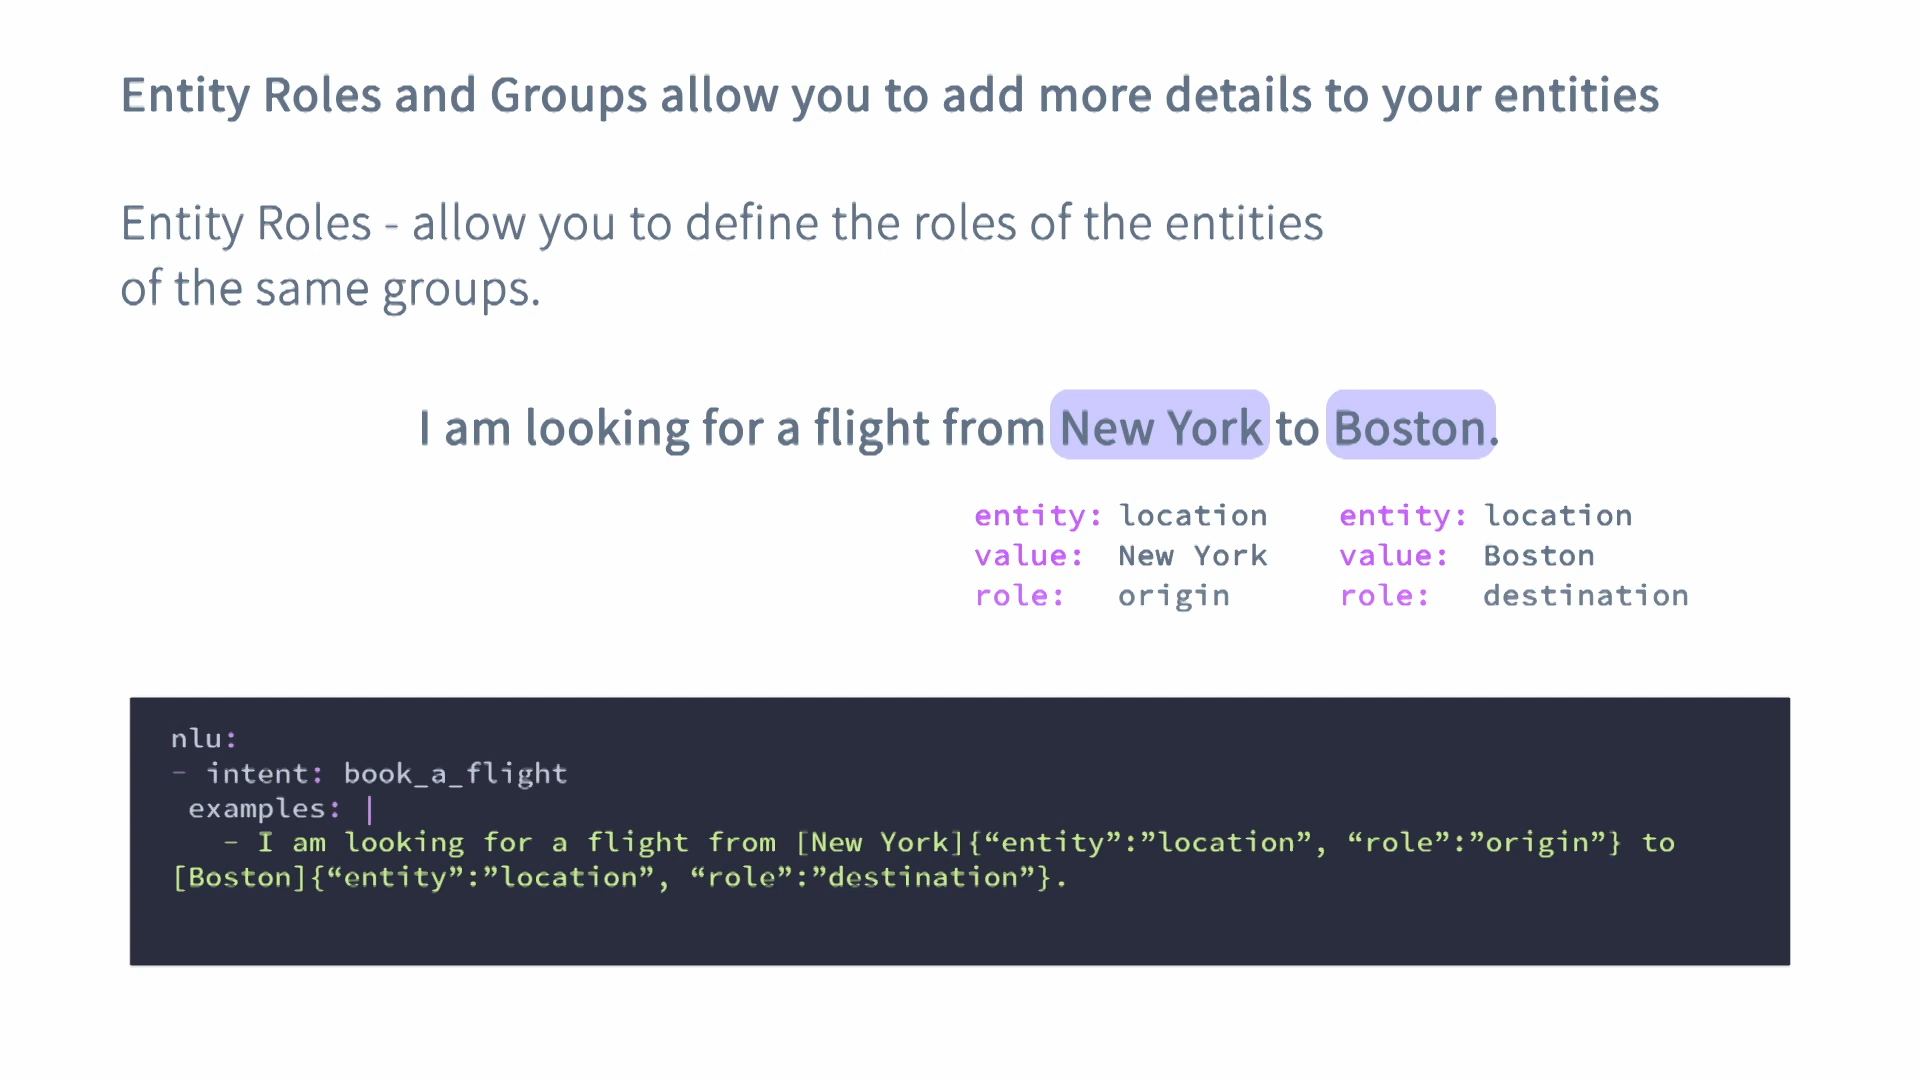 Entity Roles and Groups allow you to add more details to your entities
Entity Roles - allow you to define the roles of the entities
of the same groups.
I am looking for a flight from New York to Boston.
entity: location entity: location
value: New York value: Boston
role: origin role: destination
nlu:
- intent: book_a_flight
examples: |
- I am looking for a flight from [New York]{“entity”:”location”, “role”:”origin”} to
[Boston]{“entity”:”location”, “role”:”destination”}.